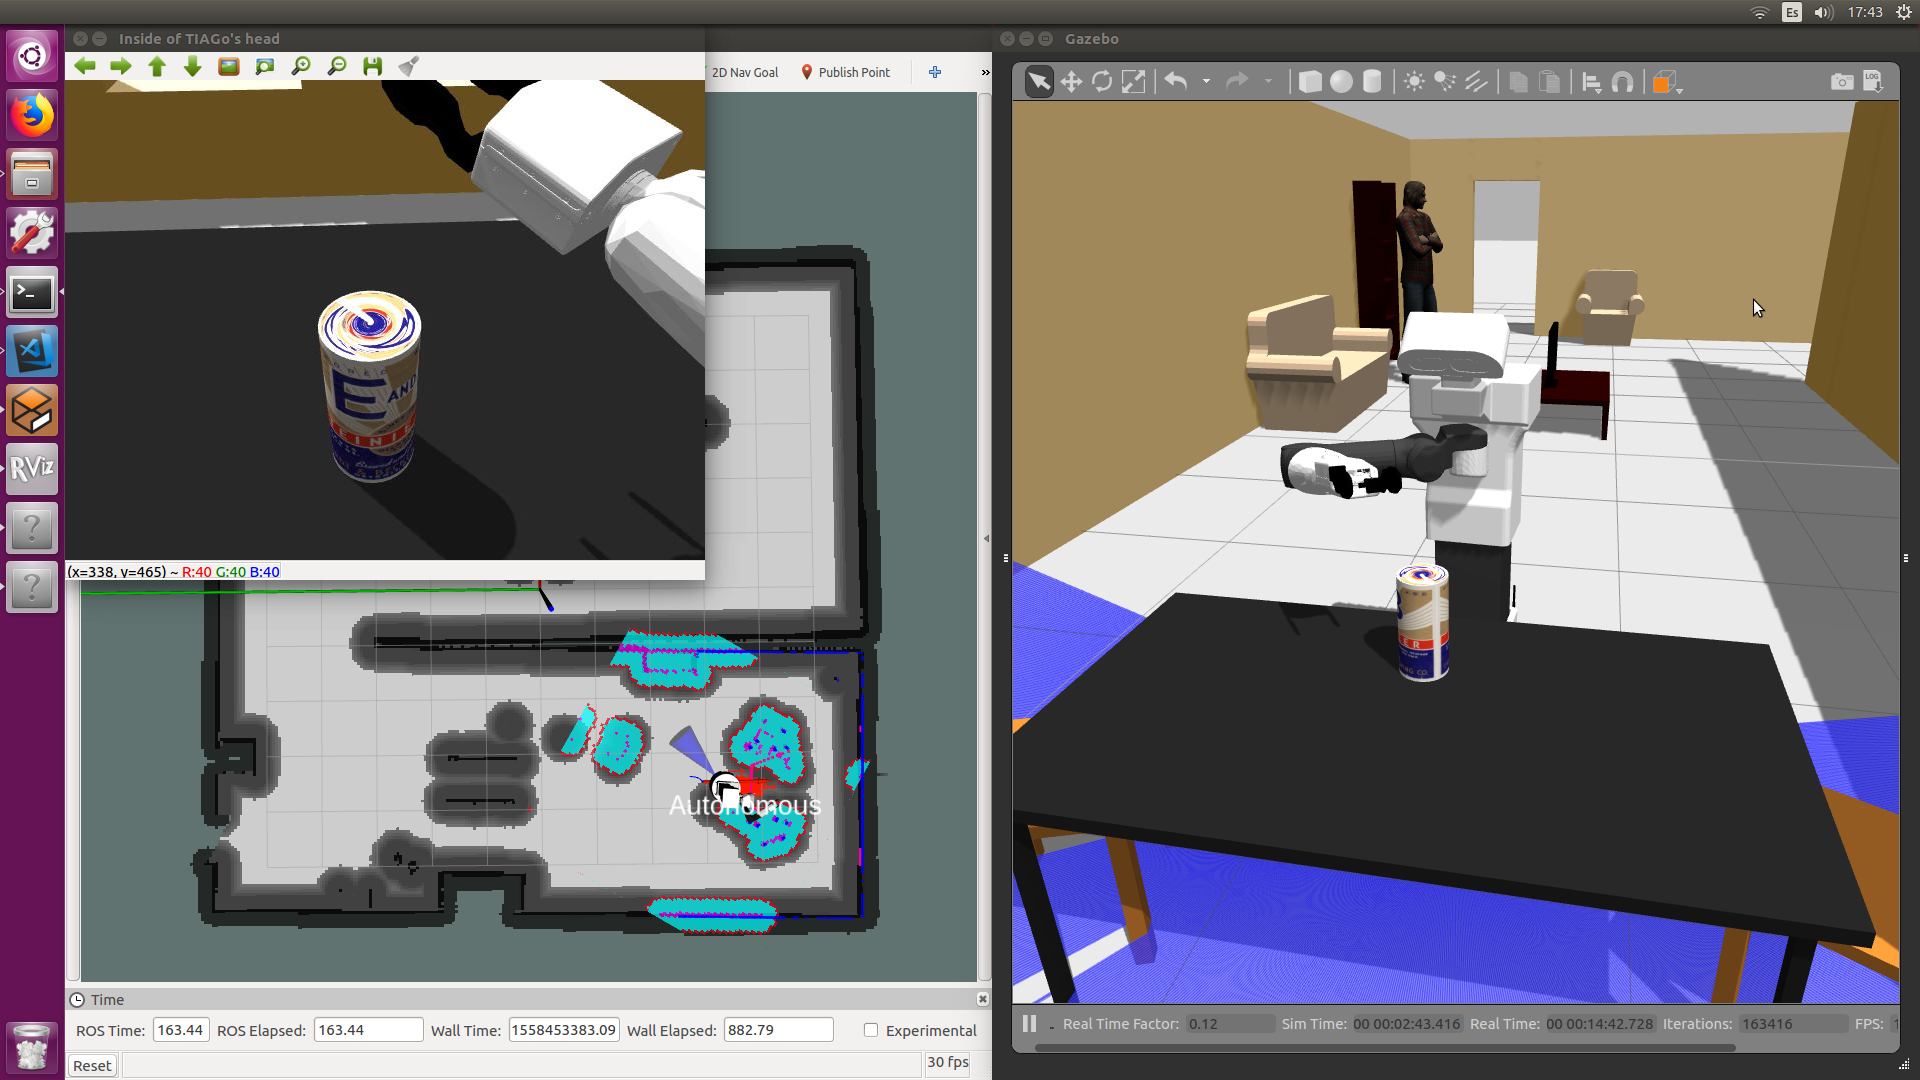 Es 17:43
Inside of TIAGo's head
Gazebo
2D Nav Goal
Publish Point
»
LOG
E AND
(x=338, y=465) ~ R:40 G:40 B:40
RViz
?
?
Autonomous
Time
ROS Time: 163.44 ROS Elapsed: 163.44 Wall Time: 1558453383.09 Wall Elapsed: 882.79 Experimental
Reset
30 fps
Real Time Factor: 0.12 Sim Time: 00 00:02:43.416 Real Time: 00 00:14:42.728 Iterations: 163416 FPS: